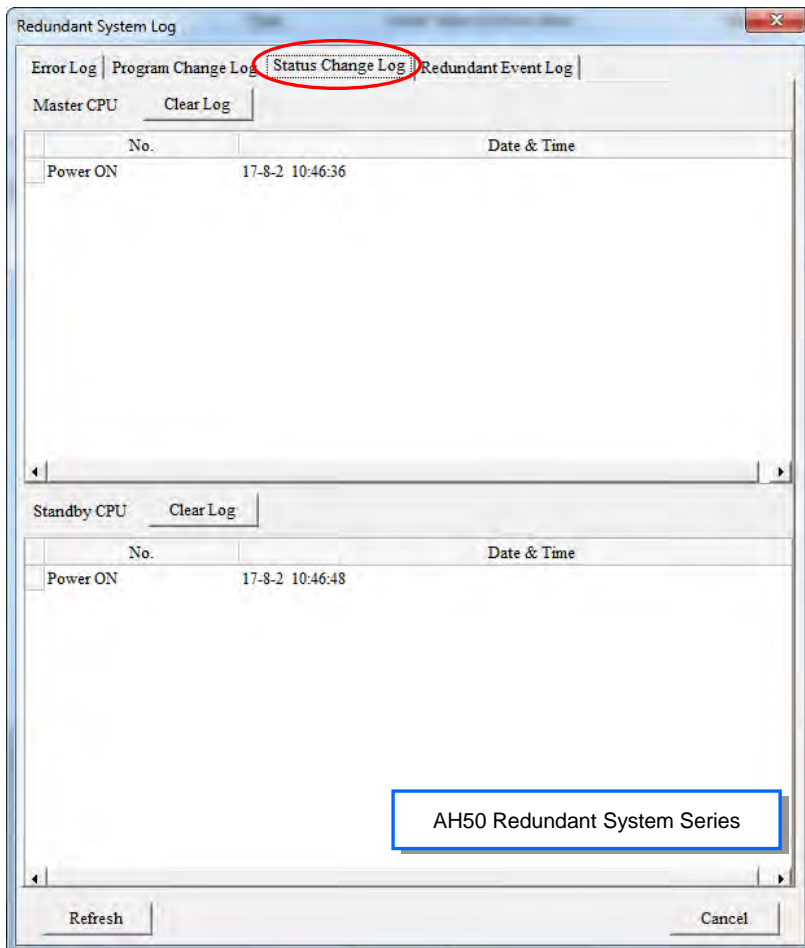 Redundant System Log
Error Log Program Change Log Status Change Log Redundant Event Log
Master CPU Clear Log
No. Date & Time
Power ON 17-8-2 10:46:36
Standby CPU Clear Log
No. Date & Time
Power ON 17-8-2 10:46:48
AH50 Redundant System Series
Refresh Cancel